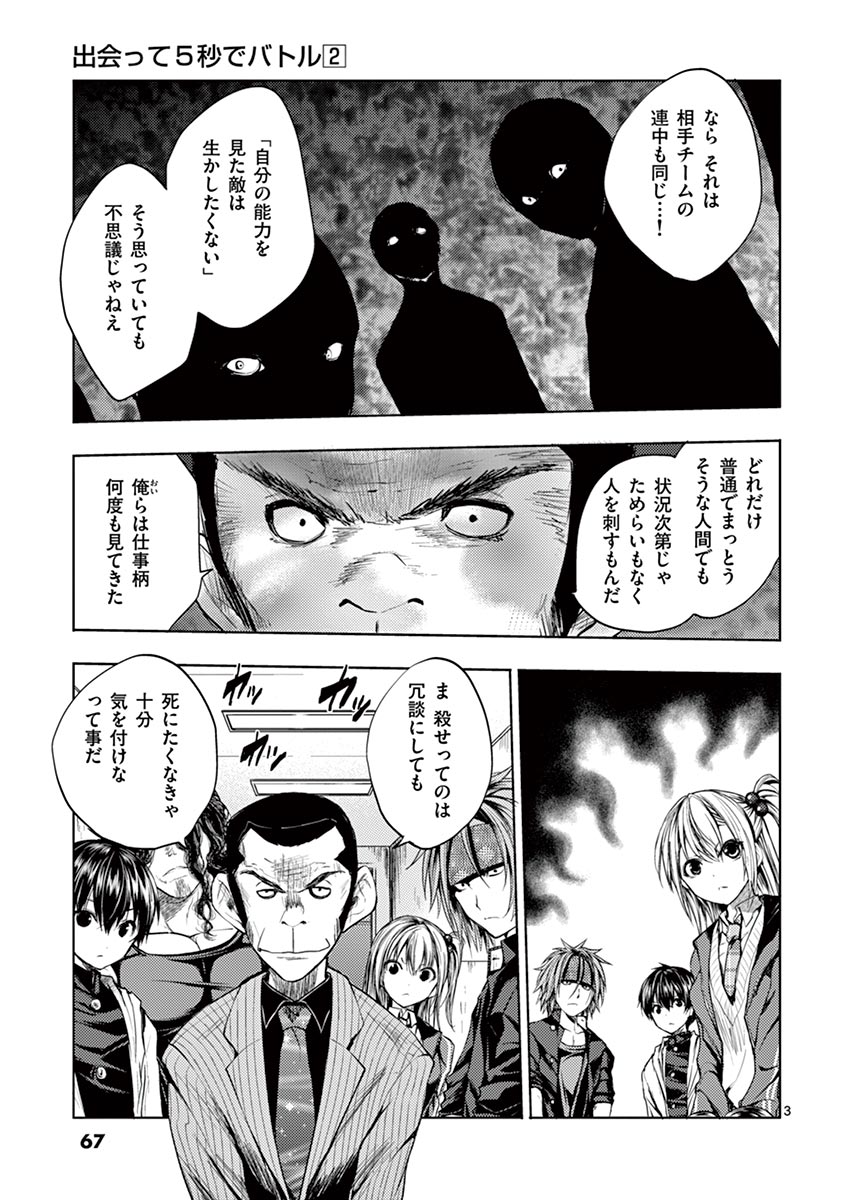 出会って5秒でバトル2
なら それは
相手チームの
連中も同じ…!
「自分の能力を
見た敵は
生かしたくない」
そう思っていても
不思議じゃねえ
どれだけ
普通でまっとう
そうな人間でも
状況次第じゃ
ためらいもなく
人を刺すもんだ
俺らは仕事柄
おい
何度も見てきた
ま 殺せってのは
冗談にしても
死にたくなきゃ
十分
気を付けな
って事だ
ヌッ
ヌッ
3
67